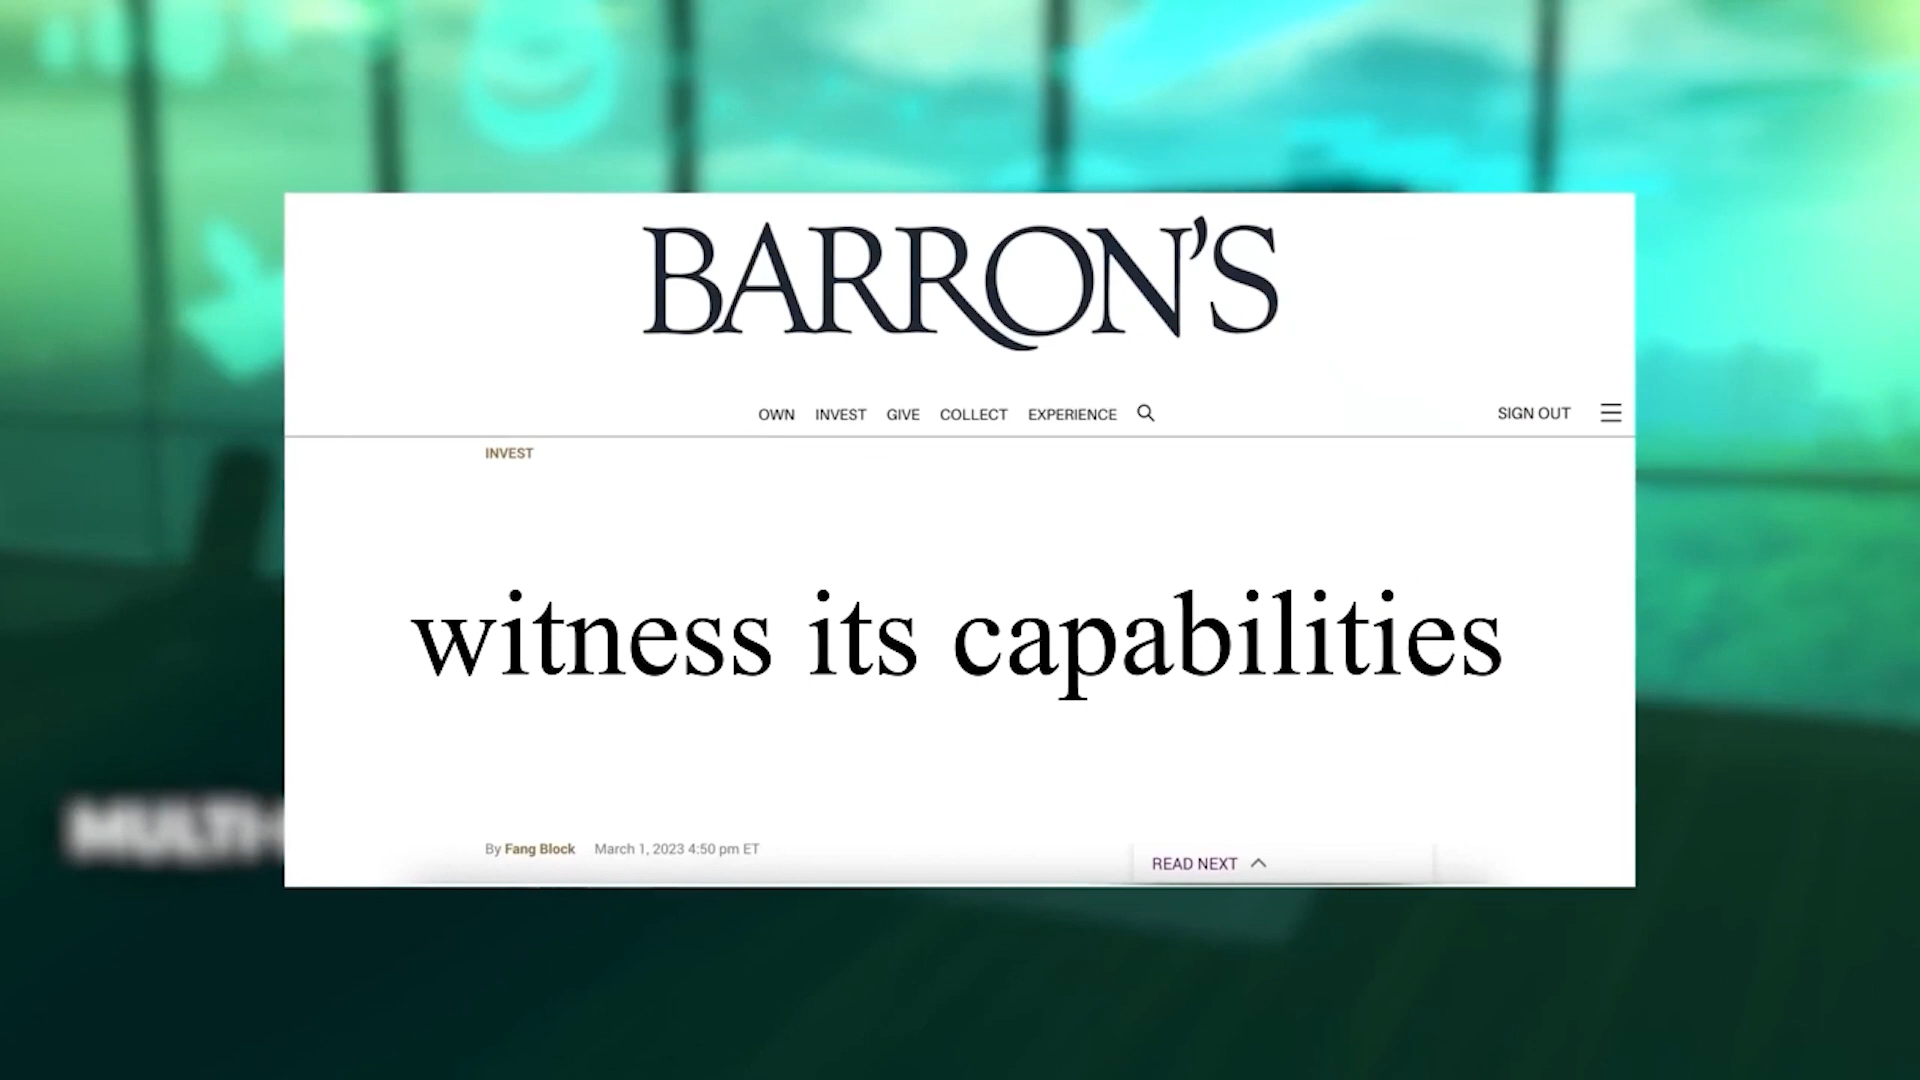 BARRON'S
OWN INVEST GIVE COLLECT EXPERIENCE SIGN OUT
INVEST
witness its capabilities
MULTI-
By Fang Block March 1, 2023 4:50 pm ET
READ NEXT